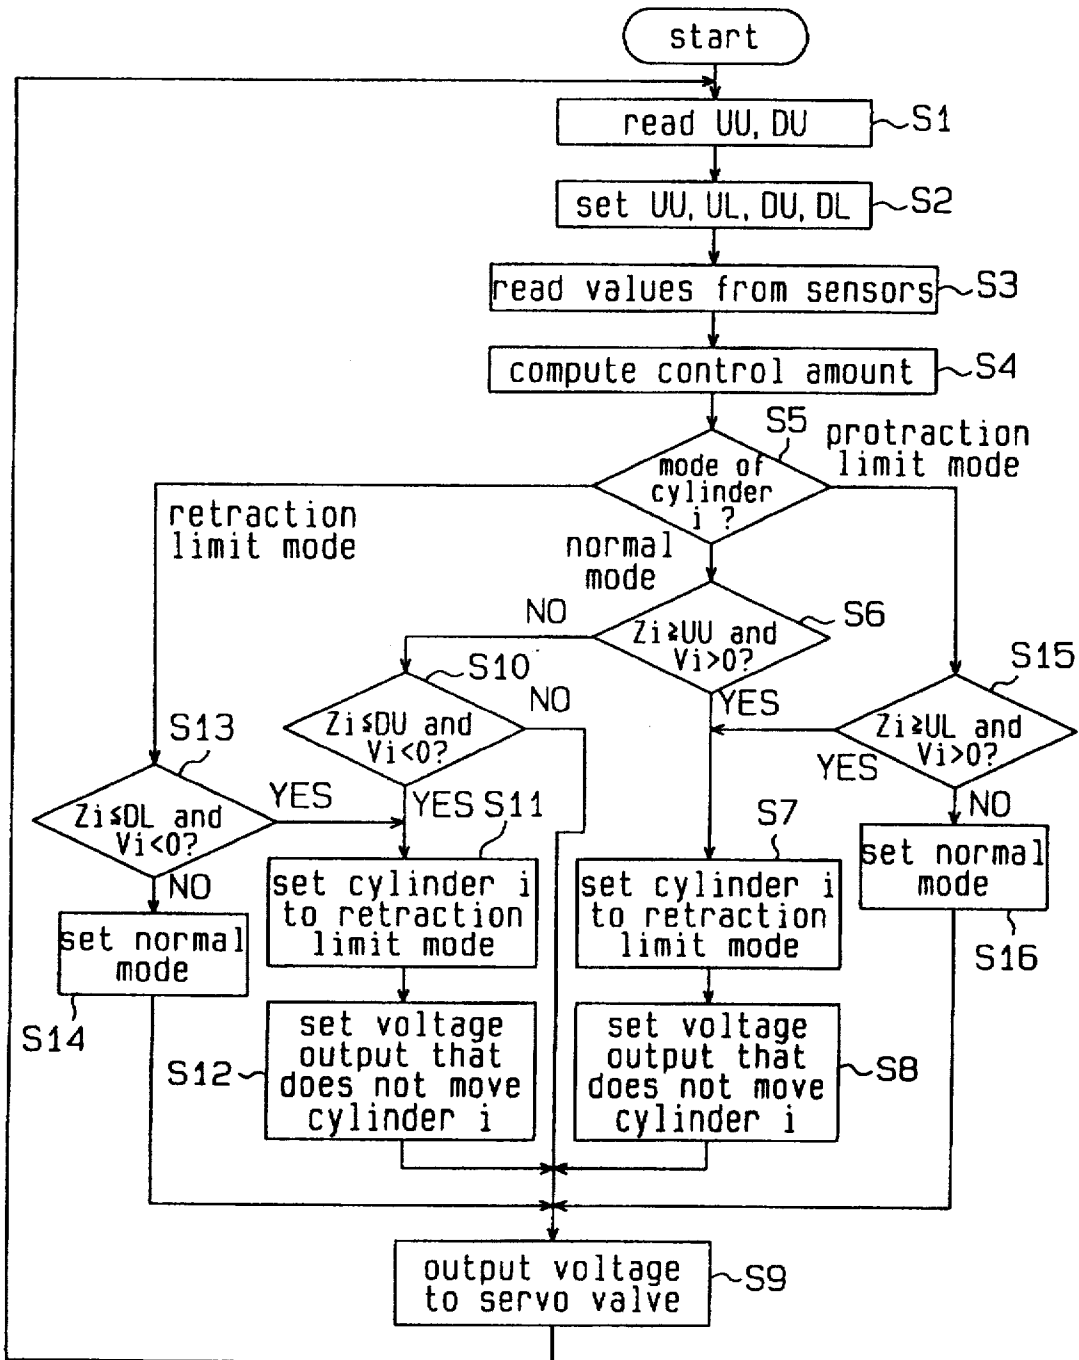 start
read UU, DU
S1
set UU, UL, DU, DL
S2
read values from sensors
S3
compute control amount
S4
S5
mode of
cylinder
i ?
protraction
limit mode
retraction
limit mode
normal
mode
NO
Zi≧UU and
Vi>0?
S6
S10
NO
YES
S15
Zi≦DU and
Vi<0?
Zi≧UL and
Vi>0?
S13
YES
YES
YES
S11
S7
NO
Zi≦DL and
Vi<0?
NO
set normal
mode
S14
set cylinder i
to retraction
limit mode
set cylinder i
to retraction
limit mode
set normal
mode
S16
S12
set voltage
output that
does not move
cylinder i
set voltage
output that
does not move
cylinder i
S8
output voltage
to servo valve
S9